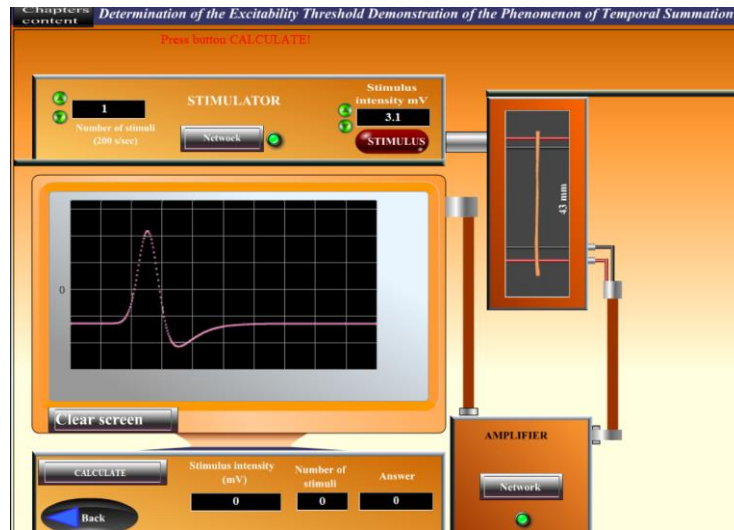 Chapters
content
Determination of the Excitability Threshold Demonstration of the Phenomenon of Temporal Summation
Press button CALCULATE!
1
Number of stimuli
(200 s/sec)
STIMULATOR
Network
Stimulus
intensity mV
3.1
STIMULUS
43 mm
0
Clear screen
AMPLIFIER
Network
CALCULATE
Stimulus intensity
(mV)
0
Number of
stimuli
0
Answer
0
Back